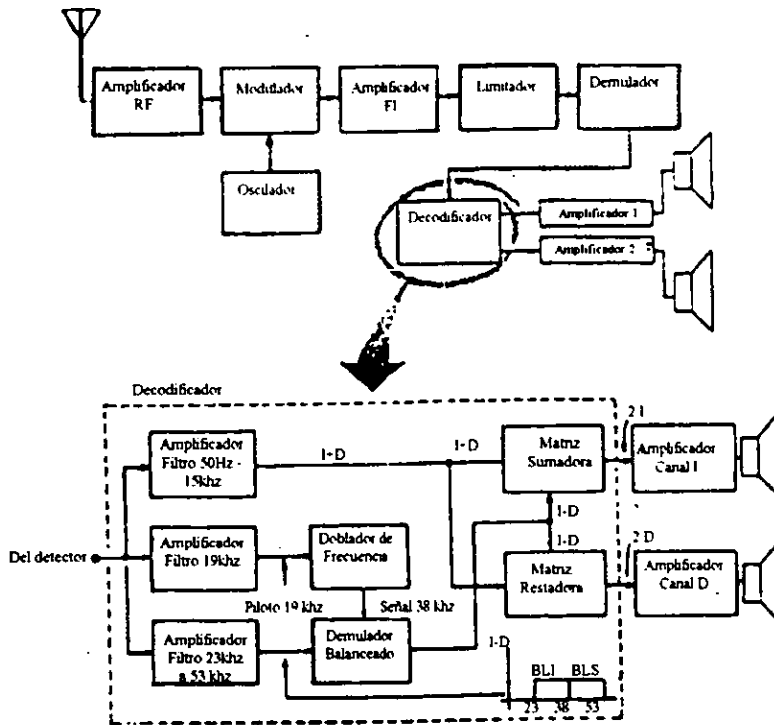 Amplificador
RF
Modulador
Amplificador
FI
Limitador
Demulador
Oscilador
Decodificador
Amplificador 1
Amplificador 2
Decodificador
Amplificador
Filtro 50Hz -
15khz
I+D
I+D
Matriz
Sumadora
2 I
Amplificador
Canal I
Del detector
Amplificador
Filtro 19khz
Doblador de
Frecuencia
I-D
I-D
Matriz
Restadora
2 D
Amplificador
Canal D
Piloto 19 khz
Señal 38 khz
Amplificador
Filtro 23khz
a 53 khz
Demulador
Balanceado
I-D
BLI
BLS
23
38
53